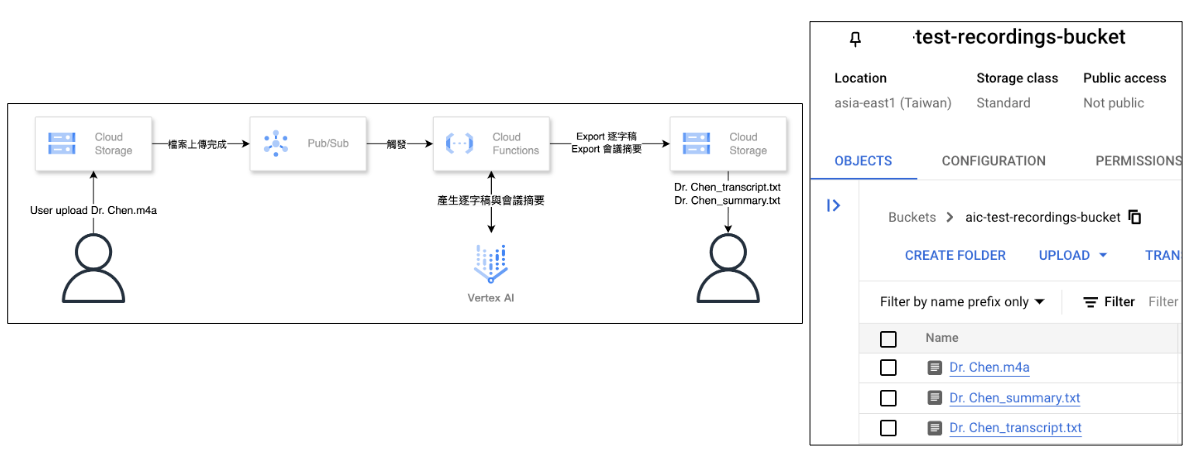 Cloud
Storage
檔案上傳完成
Pub/Sub
觸發
Cloud
Functions
Export 逐字稿
Export 會議摘要
Cloud
Storage
User upload Dr. Chen.m4a
產生逐字稿與會議摘要
Vertex AI
Dr. Chen_transcript.txt
Dr. Chen_summary.txt
-test-recordings-bucket
Location
Storage class
Public access
asia-east1 (Taiwan)
Standard
Not public
OBJECTS
CONFIGURATION
PERMISSIONS
Buckets
aic-test-recordings-bucket
CREATE FOLDER
UPLOAD
TRAN
Filter by name prefix only
Filter
Filter
Name
Dr. Chen.m4a
Dr. Chen_summary.txt
Dr. Chen_transcript.txt